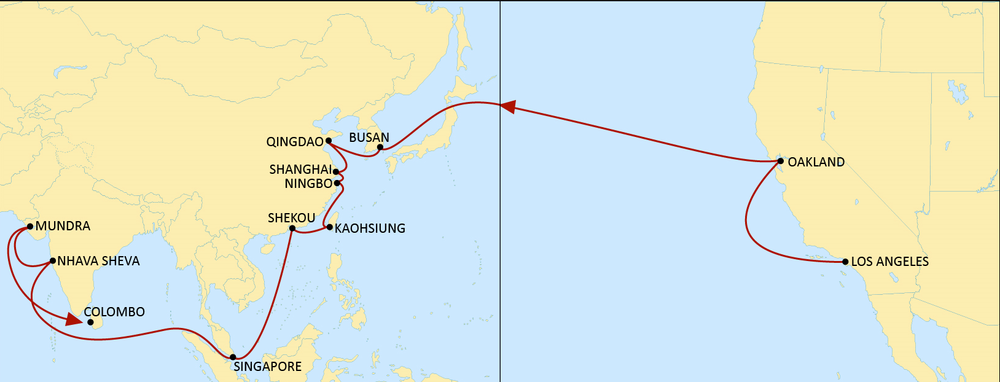 BUSAN
QINGDAO
OAKLAND
SHANGHAI
NINGBO
SHEKOU
MUNDRA
KAOHSIUNG
NHAVA SHEVA
LOS ANGELES
COLOMBO
SINGAPORE